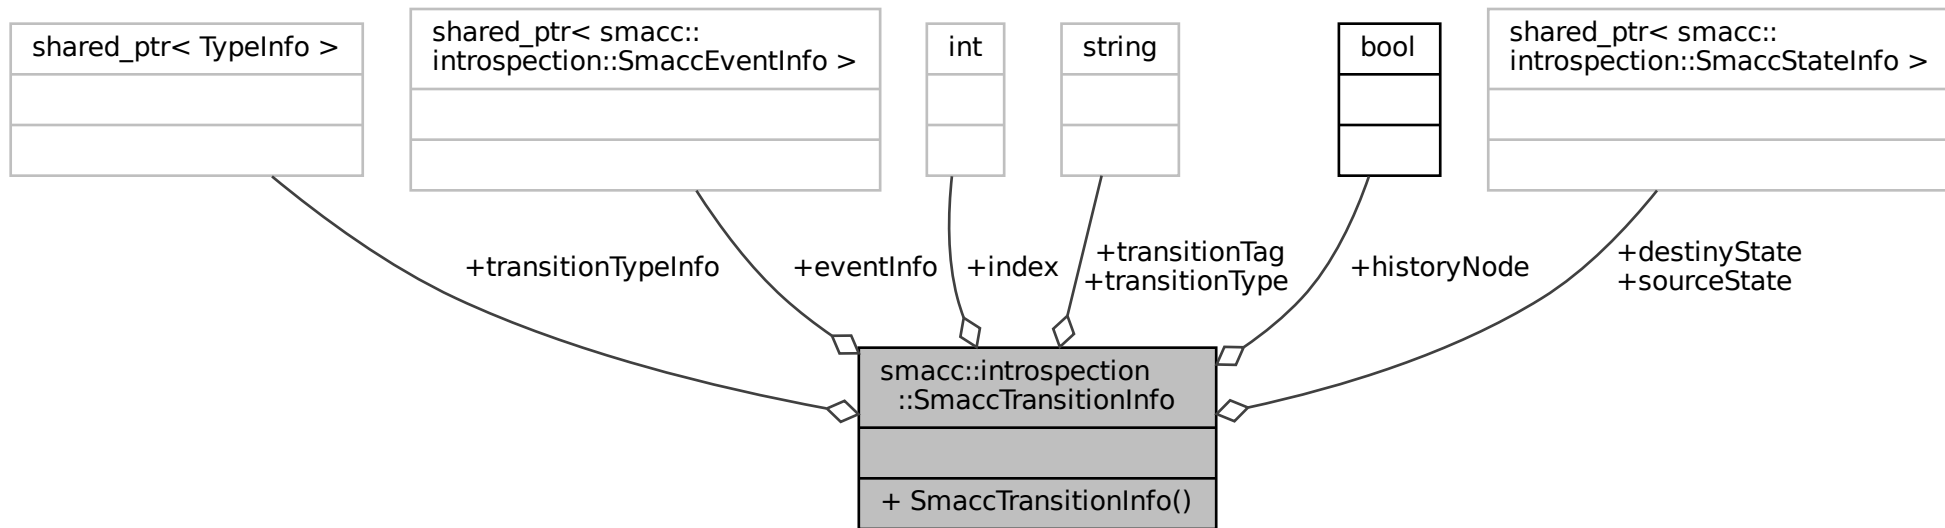 shared_ptr< TypeInfo >
shared_ptr< smacc::
introspection::SmaccEventInfo >
int
string
bool
shared_ptr< smacc::
introspection::SmaccStateInfo >
+transitionTypeInfo
+eventInfo
+index
+transitionTag
+transitionType
+historyNode
+destinyState
+sourceState
smacc::introspection
::SmaccTransitionInfo
+ SmaccTransitionInfo()